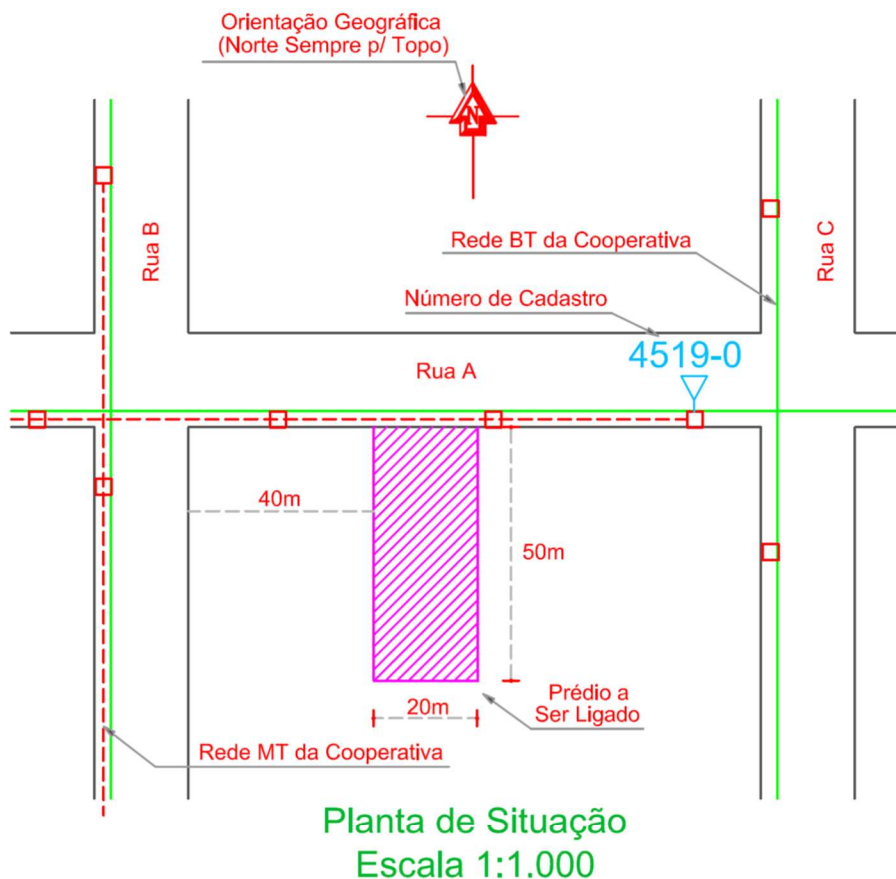 Orientação Geográfica
(Norte Sempre p/ Topo)
N
Rua B
Rede BT da Cooperativa
Rua C
Número de Cadastro
4519-0
Rua A
40m
50m
20m
Prédio a
Ser Ligado
Rede MT da Cooperativa
Planta de Situação
Escala 1:1.000